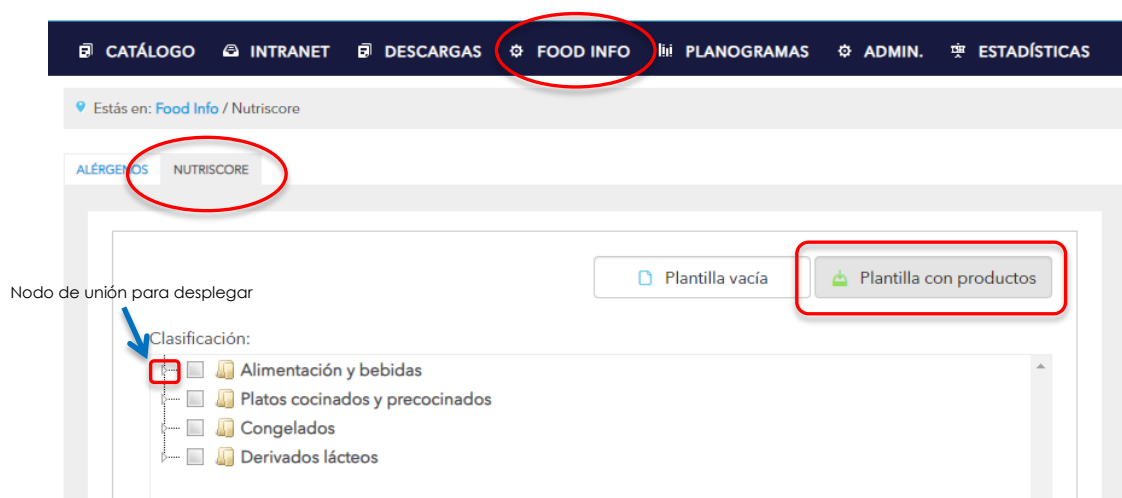 CATÁLOGO INTRANET DESCARGAS FOOD INFO PLANOGRAMAS ADMIN. ESTADÍSTICAS
Estás en: Food Info / Nutriscore
ALÉRGENOS NUTRISCORE
Plantilla vacía Plantilla con productos
Nodo de unión para desplegar
Clasificación:
Alimentación y bebidas
Platos cocinados y precocinados
Congelados
Derivados lácteos